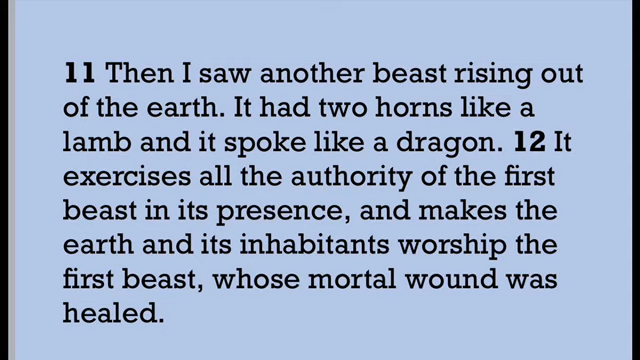 11 Then I saw another beast rising out
of the earth. It had two horns like a
lamb and it spoke like a dragon. 12 It
exercises all the authority of the first
beast in its presence, and makes the
earth and its inhabitants worship the
first beast, whose mortal wound was
healed.